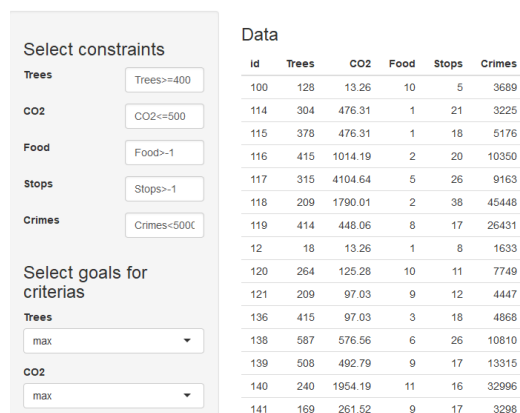 Select constraints
Trees Trees>=400
CO2 CO2<=500
Food Food>-1
Stops Stops>-1
Crimes Crimes<5000
Select goals for
criterias
Trees
max
CO2
max
Data
id Trees CO2 Food Stops Crimes
100 128 13.26 10 5 3689
114 304 476.31 1 21 3225
115 378 476.31 1 18 5176
116 415 1014.19 2 20 10350
117 315 4104.64 5 26 9163
118 209 1790.01 2 38 45448
119 414 448.06 8 17 26431
12 18 13.26 1 8 1633
120 264 125.28 10 11 7749
121 209 97.03 9 12 4447
136 415 97.03 3 18 4868
138 587 576.56 6 26 10810
139 508 492.79 9 17 13315
140 240 1954.19 11 16 32996
141 169 261.52 9 17 3298